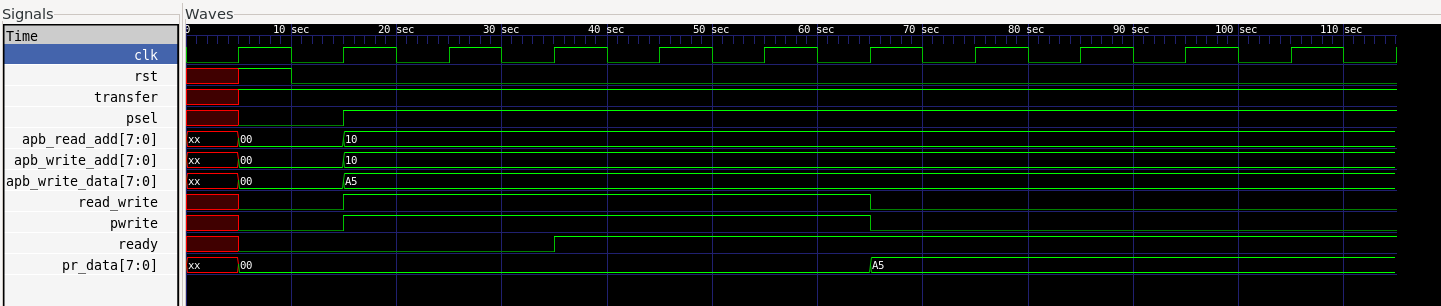 Signals
Waves
Time
0 10 sec 20 sec 30 sec 40 sec 50 sec 60 sec 70 sec 80 sec 90 sec 100 sec 110 sec
clk
rst
transfer
psel
apb_read_add[7:0] xx 00 10
apb_write_add[7:0] xx 00 10
apb_write_data[7:0] xx 00 A5
read_write
pwrite
ready
pr_data[7:0] xx 00 A5